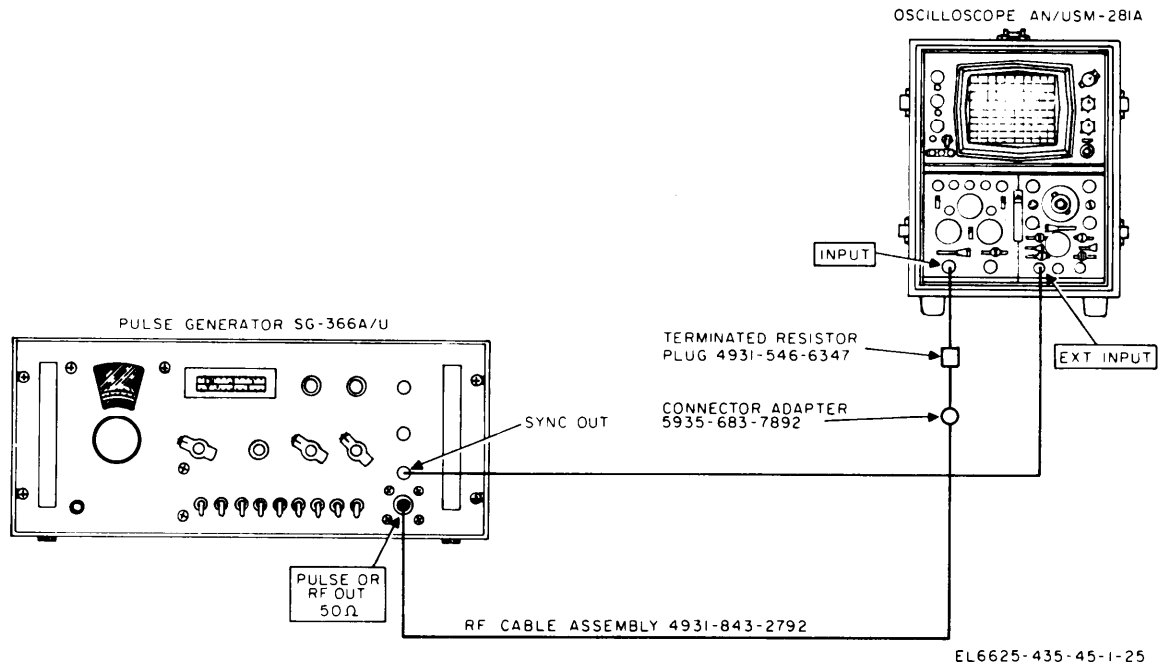 OSCILLOSCOPE AN/USM-281A
INPUT
PULSE GENERATOR SG-366A/U
TERMINATED RESISTOR
PLUG 4931-546-6347
EXT INPUT
CONNECTOR ADAPTER
5935-683-7892
SYNC OUT
PULSE OR
RF OUT
50Ω
RF CABLE ASSEMBLY 4931-843-2792
EL6625-435-45-1-25